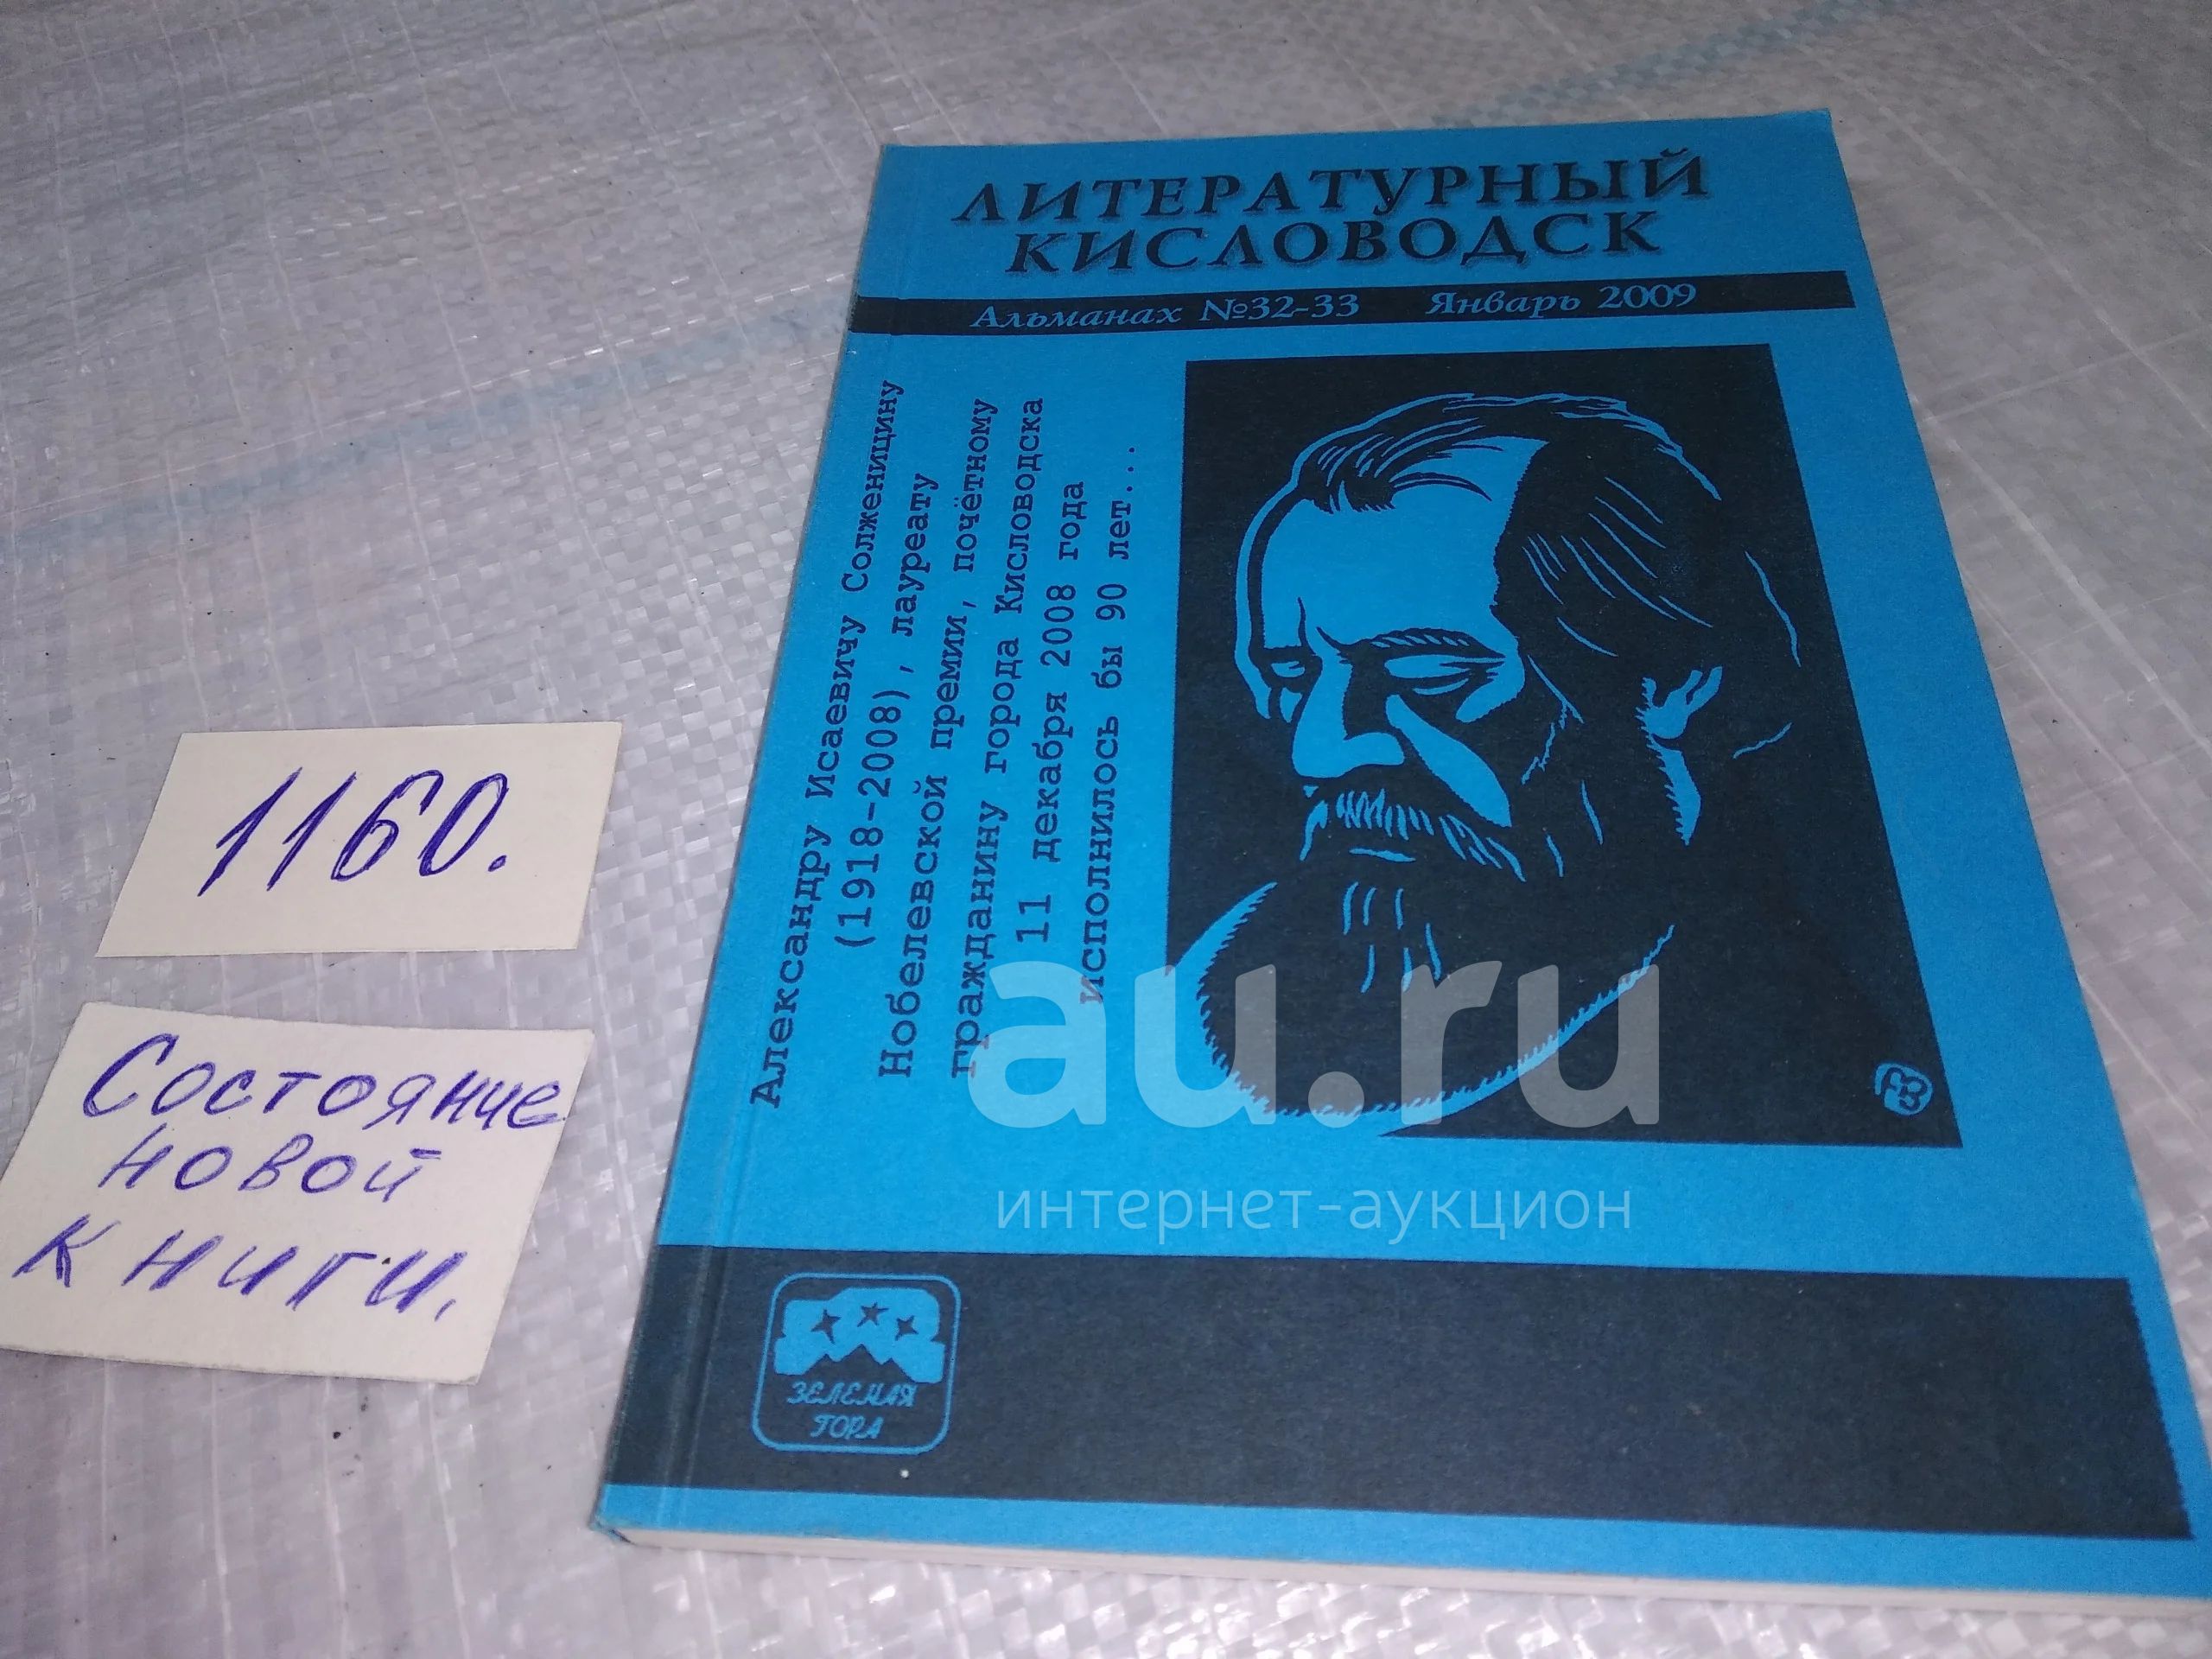 ЛИТЕРАТУРНЫЙ
КИСЛОВОДСК
Альманах №32-33 Январь 2009
Александру Исаевичу Солженицину
(1918-2008), лауреату
Нобелевской премии, почётному
гражданину города Кисловодска
11 декабря 2008 года
исполнилось бы 90 лет...
1160.
Состояние
новой
книги.
au.ru
интернет-аукцион
ЗЕЛЕНАЯ
ГОРА